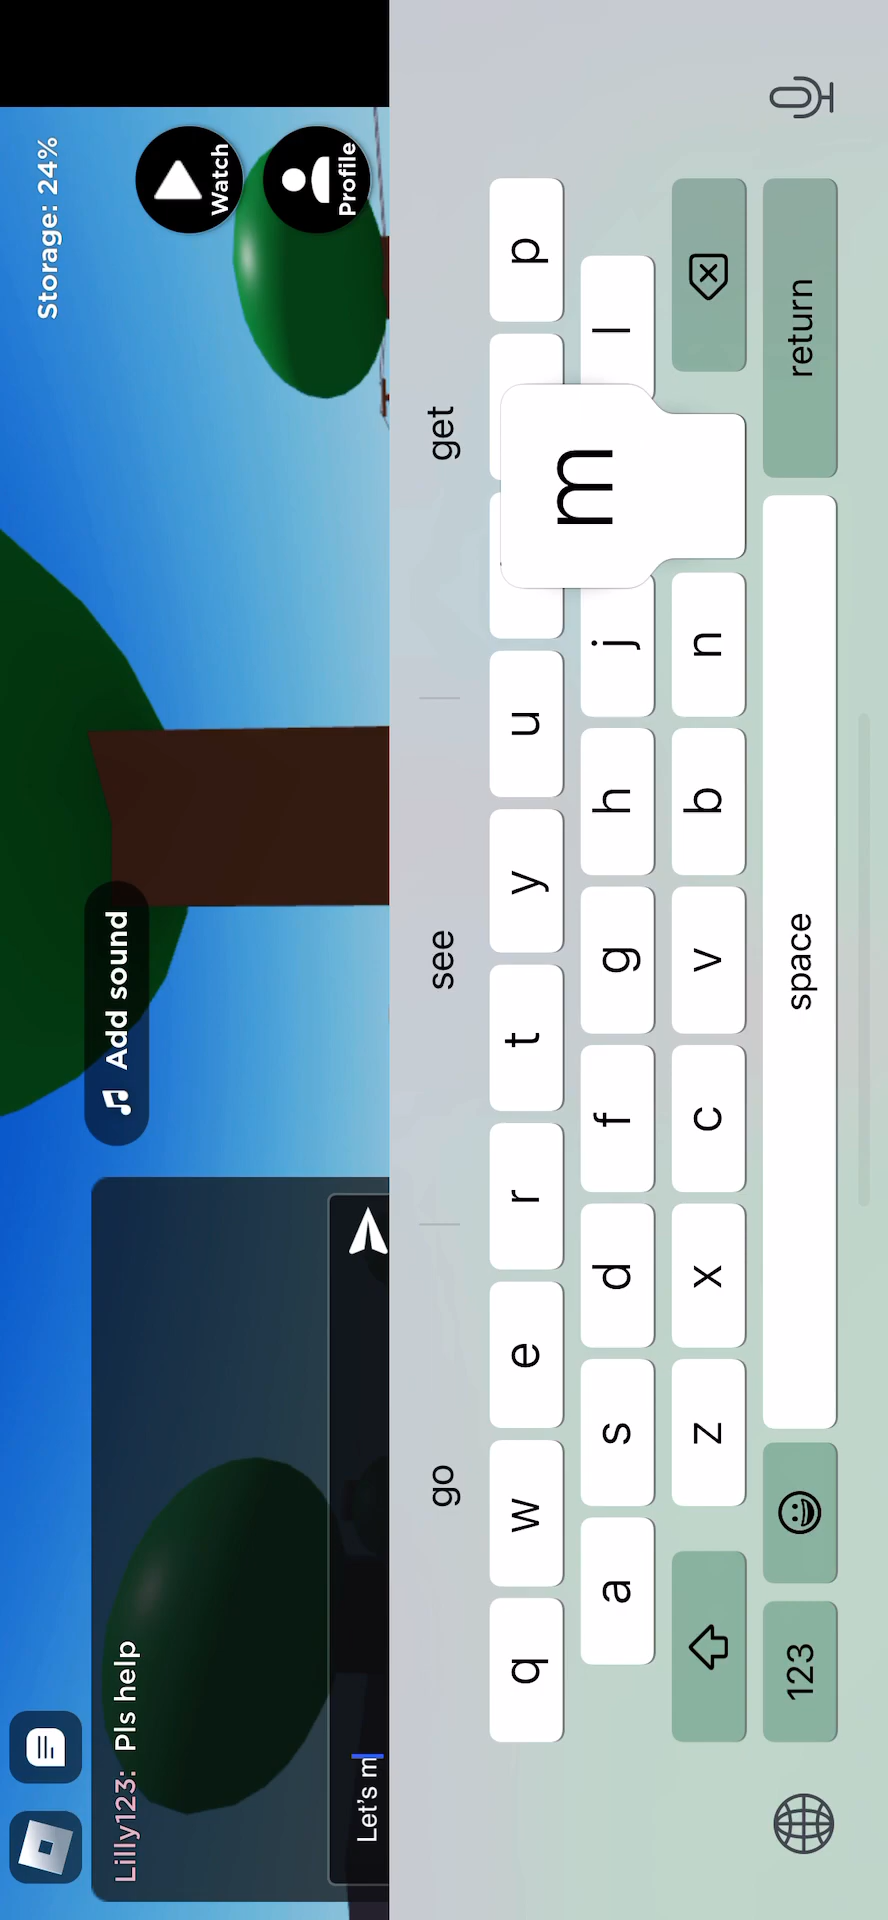 Storage: 24%
Watch
Profile
Add sound
Lilly123: Pls help
Let's m
go see get
q w e r t y u p
a s d f g h j l
z x c v b n m
123 space return